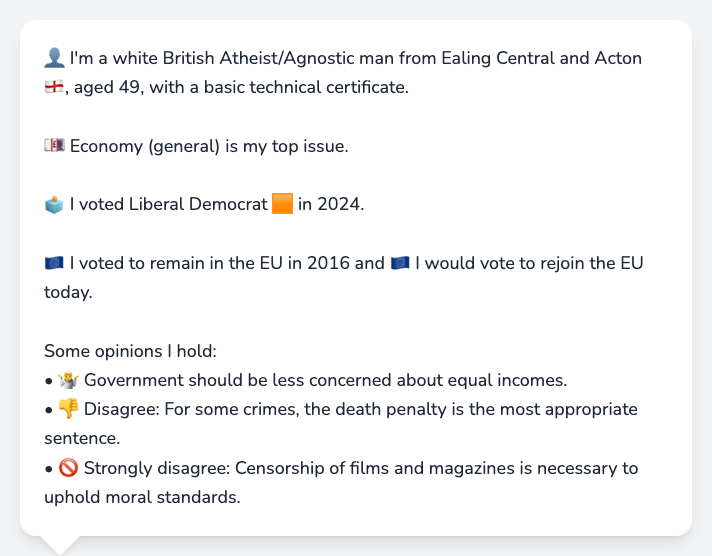 👤 I'm a white British Atheist/Agnostic man from Ealing Central and Acton
🏴󠁧󠁢󠁥󠁮󠁧󠁿, aged 49, with a basic technical certificate.
💷 Economy (general) is my top issue.
🗳️ I voted Liberal Democrat 🟧 in 2024.
🇪🇺 I voted to remain in the EU in 2016 and 🇪🇺 I would vote to rejoin the EU
today.
Some opinions I hold:
• 🤷 Government should be less concerned about equal incomes.
• 👎 Disagree: For some crimes, the death penalty is the most appropriate
sentence.
• 🚫 Strongly disagree: Censorship of films and magazines is necessary to
uphold moral standards.